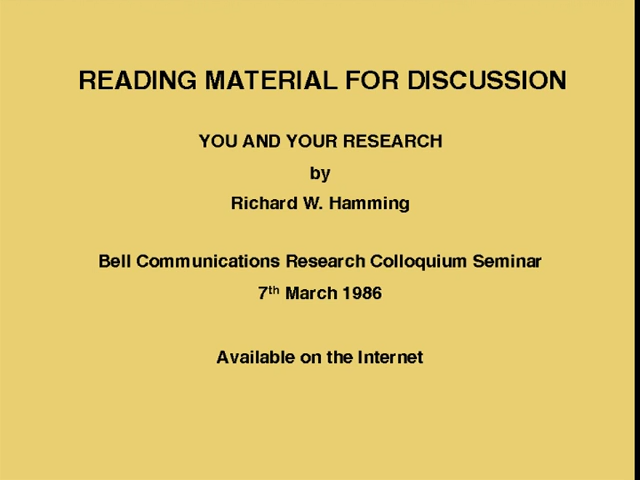 READING MATERIAL FOR DISCUSSION
YOU AND YOUR RESEARCH
by
Richard W. Hamming
Bell Communications Research Colloquium Seminar
7th March 1986
Available on the Internet